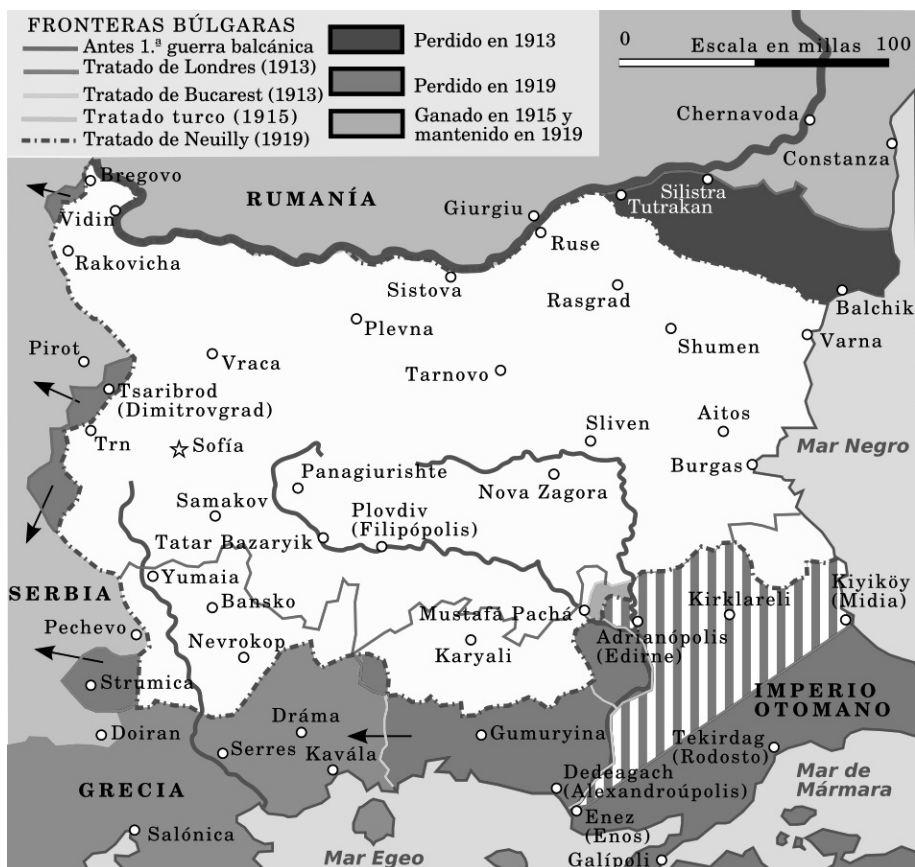 FRONTERAS BÚLGARAS
Antes 1.ª guerra balcánica
Tratado de Londres (1913)
Tratado de Bucarest (1913)
Tratado turco (1915)
Tratado de Neuilly (1919)
Perdido en 1913
Perdido en 1919
Ganado en 1915 y
mantenido en 1919
0 100
Escala en millas
Chernavoda
Constanza
Bregovo
RUMANÍA
Silistra
Tutrakan
Giurgiu
Vidin
Ruse
Rakovicha
Sistova
Rasgrad
Balchik
Plevna
Shumen
Varna
Pirot
Vraca
Tarnovo
Tsaribrod
(Dimitrovgrad)
Aitos
Sliven
Trn
Sofía
Mar Negro
Burgas
Panagiurishte
Nova Zagora
Samakov
Plovdiv
(Filipópolis)
Tatar Bazaryik
Yumaia
SERBIA
Bansko
Mustafá Pachá
Kirklareli
Kiyiköy
(Midia)
Pechevo
Nevrokop
Karyali
Adrianópolis
(Edirne)
Strumica
IMPERIO
OTOMANO
Doiran
Dráma
Serres
Gumuryina
Tekirdag
(Rodosto)
Kavála
GRECIA
Dedeagach
(Alexandroúpolis)
Mar de
Mármara
Enez
(Enos)
Salónica
Mar Egeo
Galípoli